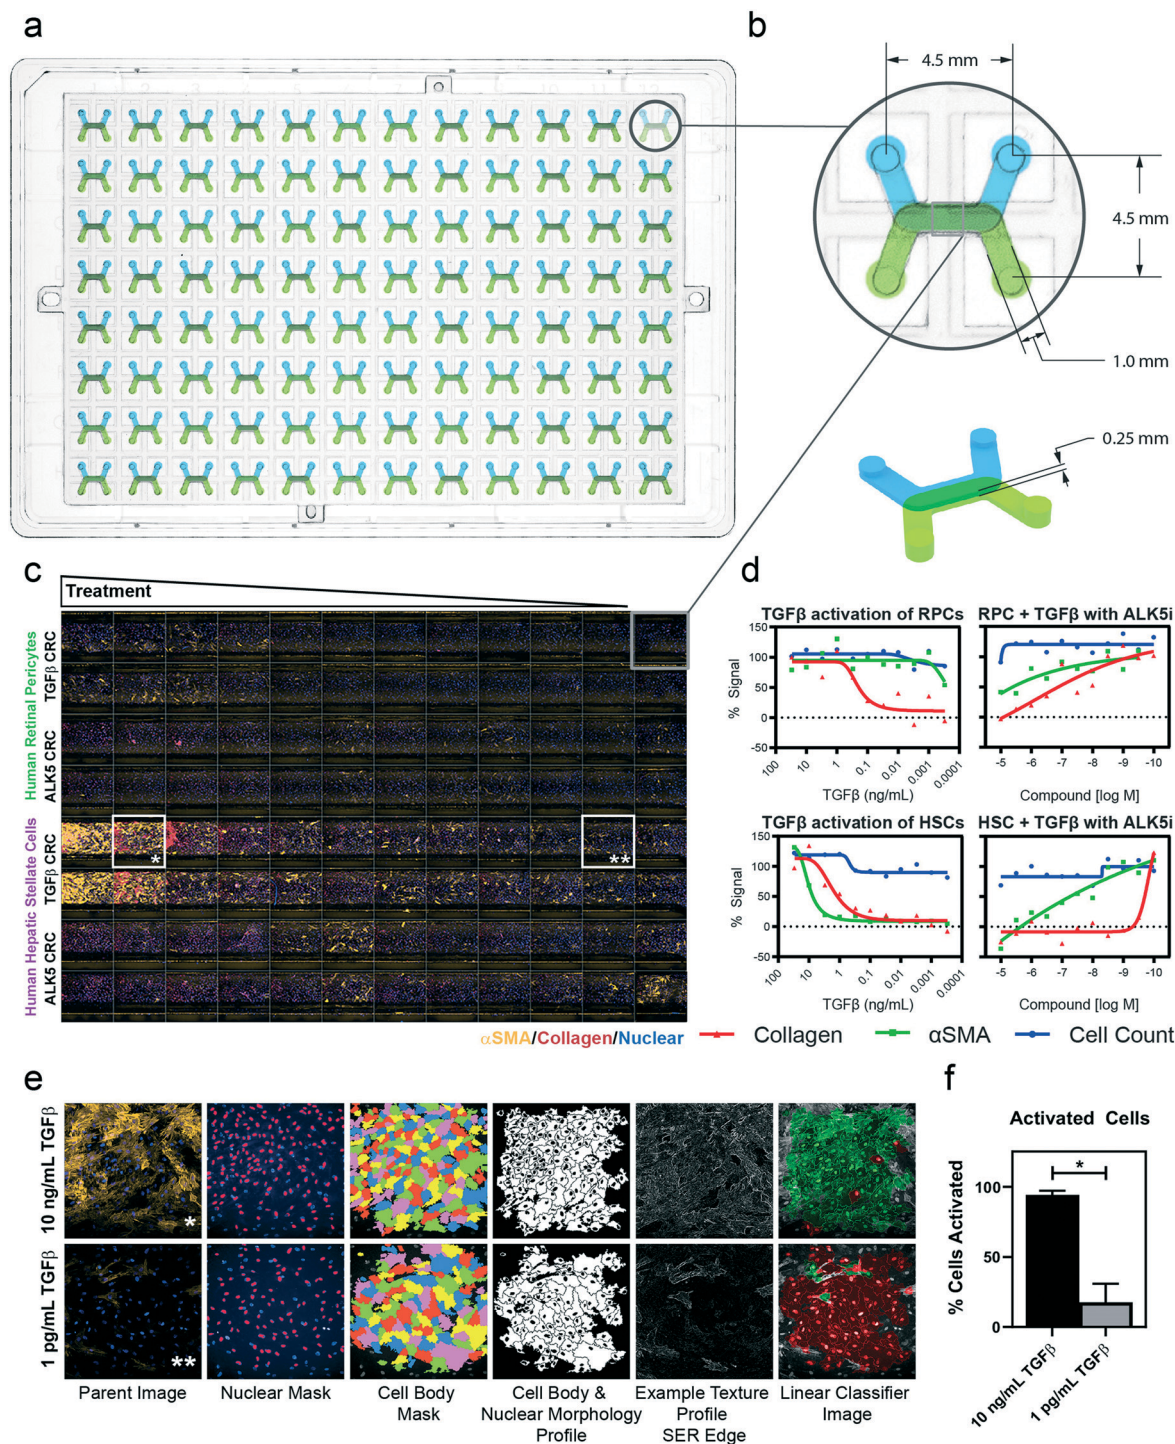 a
b
4.5 mm
4.5 mm
1.0 mm
0.25 mm
c
Treatment
Human Retinal Pericytes
TGFβ CRC
ALK5 CRC
Human Hepatic Stellate Cells
TGFβ CRC
ALK5 CRC
*
**
αSMA/Collagen/Nuclear
d
TGFβ activation of RPCs
% Signal
150
100
50
0
-50
100
10
1
0.1
0.01
0.001
0.0001
TGFβ (ng/mL)
RPC + TGFβ with ALK5i
-5
-6
-7
-8
-9
-10
Compound [log M]
TGFβ activation of HSCs
% Signal
150
100
50
0
-50
100
10
1
0.1
0.01
0.001
0.0001
TGFβ (ng/mL)
HSC + TGFβ with ALK5i
-5
-6
-7
-8
-9
-10
Compound [log M]
Collagen
αSMA
Cell Count
e
10 ng/mL TGFβ
*
1 pg/mL TGFβ
**
Parent Image
Nuclear Mask
Cell Body
Mask
Cell Body &
Nuclear Morphology
Profile
Example Texture
Profile
SER Edge
Linear Classifier
Image
f
Activated Cells
*
% Cells Activated
100
50
0
10 ng/mL TGFβ
1 pg/mL TGFβ